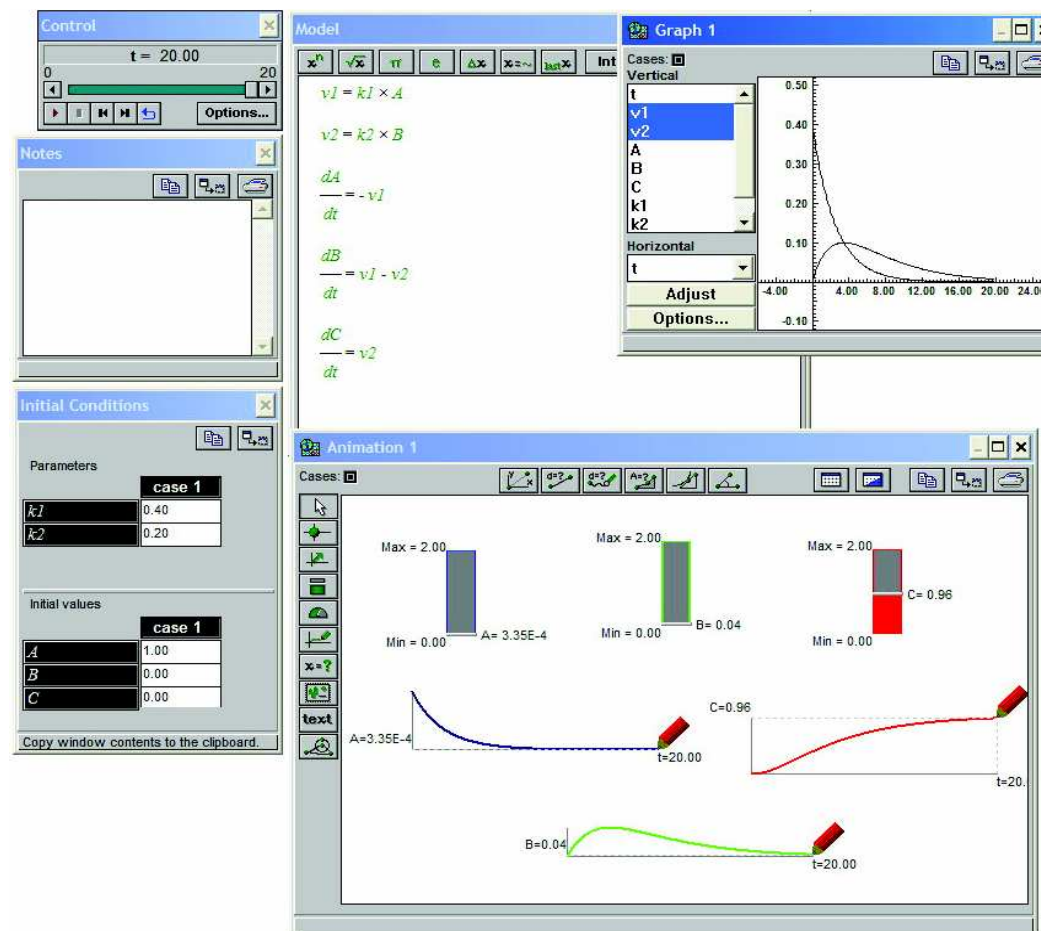 Control
t = 20.00
0 20
Options...
Notes
Initial Conditions
Parameters
case 1
k1 0.40
k2 0.20
Initial values
case 1
A 1.00
B 0.00
C 0.00
Copy window contents to the clipboard.
Model
xⁿ √x π e Δx x=~ last x Int
v1 = k1 × A
v2 = k2 × B
dA
dt
= - v1
dB
dt
= v1 - v2
dC
dt
= v2
Graph 1
Cases:
Vertical
t
v1
v2
A
B
C
k1
k2
Horizontal
t
Adjust
Options...
0.50
0.40
0.30
0.20
0.10
-4.00 4.00 8.00 12.00 16.00 20.00 24.00
-0.10
Animation 1
Cases:
y x d=? d=? A=?
x=?
text
Max = 2.00
Min = 0.00
A= 3.35E-4
Max = 2.00
Min = 0.00
B= 0.04
Max = 2.00
C= 0.96
Min = 0.00
A=3.35E-4
t=20.00
C=0.96
t=20.
B=0.04
t=20.00